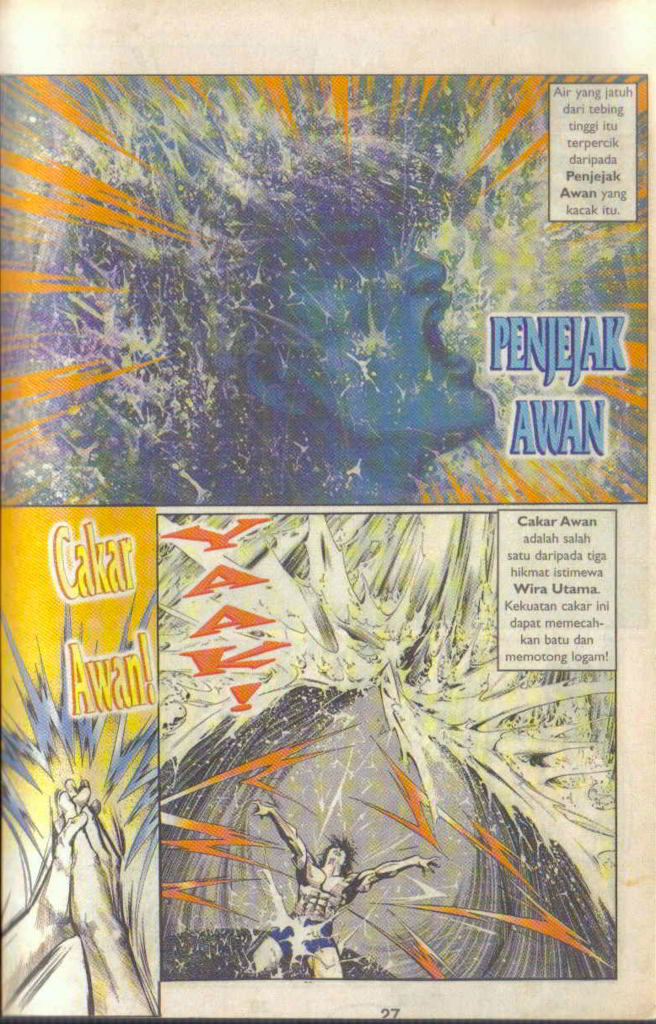 Air yang jatuh
dari tebing
tinggi itu
terpercik
daripada
Penjejak
Awan yang
kacak itu.
PENJEJAK
AWAN
Cakar
Awan!
YAAAK!
Cakar Awan
adalah salah
satu daripada tiga
hikmat istimewa
Wira Utama.
Kekuatan cakar ini
dapat memecah-
kan batu dan
memotong logam!
27